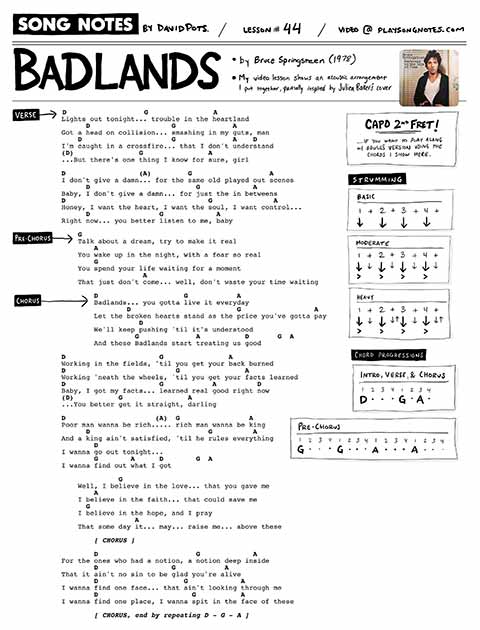 SONG NOTES BY DAVID POTS. / LESSON # 44 / VIDEO @ PLAYSONGNOTES.COM
BADLANDS
• by Bruce Springsteen (1978)
• My video lesson shows an acoustic arrangement
I put together, partially inspired by Julien Baker's cover
VERSE
D G A
Lights out tonight... trouble in the heartland
D G A
Got a head on collision... smashing in my guts, man
D G A
I'm caught in a crossfire... that I don't understand
(D) G A
...But there's one thing I know for sure, girl
D (A) G A
I don't give a damn... for the same old played out scenes
D G A
Baby, I don't give a damn... for just the in betweens
D G A
Honey, I want the heart, I want the soul, I want control...
D G A
Right now... you better listen to me, baby
PRE-CHORUS
G
Talk about a dream, try to make it real
A
You wake up in the night, with a fear so real
G
You spend your life waiting for a moment
A
That just don't come... well, don't waste your time waiting
CHORUS
D G A
Badlands... you gotta live it everyday
D G A
Let the broken hearts stand as the price you've gotta pay
D G A
We'll keep pushing 'til it's understood
G A D G A
And these badlands start treating us good
D G A
Working in the fields, 'til you get your back burned
D G A
Working 'neath the wheels, 'til you get your facts learned
D G A D
Baby, I got my facts... learned real good right now
(D) G A
...You better get it straight, darling
D (A) G A
Poor man wanna be rich..... rich man wanna be king
D G A
And a king ain't satisfied, 'til he rules everything
D G A
I wanna go out tonight...
G A D G A
I wanna find out what I got
G
Well, I believe in the love... that you gave me
A
I believe in the faith... that could save me
G
I believe in the hope, and I pray
A
That some day it... may... raise me... above these
[ CHORUS ]
D G A
For the ones who had a notion, a notion deep inside
D G A
That it ain't no sin to be glad you're alive
D G A
I wanna find one face... that ain't looking through me
D G A
I wanna find one place, I wanna spit in the face of these
[ CHORUS, end by repeating D - G - A ]
CAPO 2ND FRET!
...IF YOU WANT TO PLAY ALONG
CHORDS I SHOW HERE.
STRUMMING
BASIC
1 + 2 + 3 + 4 +
MODERATE
1 + 2 + 3 + 4 +
HEAVY
1 + 2 + 3 + 4 +
CHORD PROGRESSIONS
INTRO, VERSE, & CHORUS
1 2 3 4 1 2 3 4
D · · · G · A ·
PRE-CHORUS
1 2 3 4 1 2 3 4 1 2 3 4 1 2 3 4
G · · · G · · · A · · · A · · ·